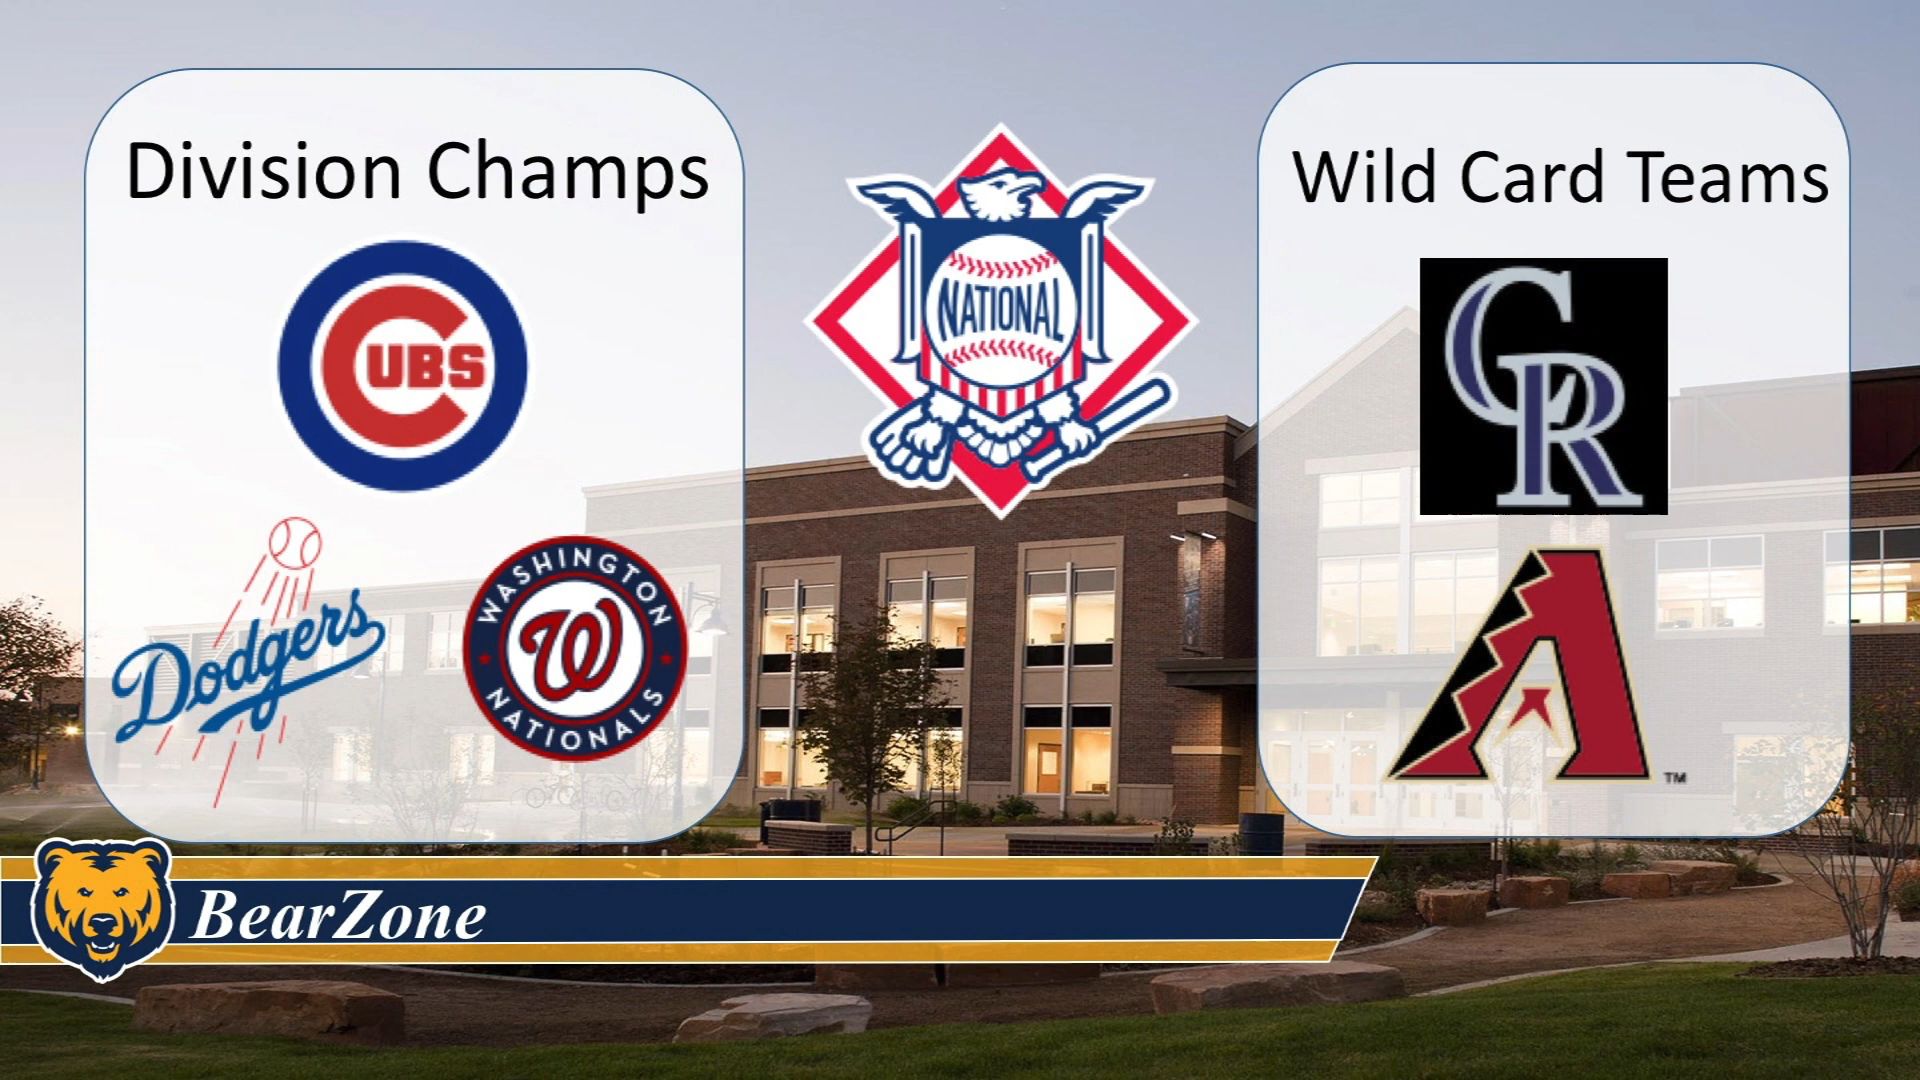 Division Champs
CUBS
Dodgers
WASHINGTON
W
NATIONALS
NATIONAL
Wild Card Teams
CR
A
TM
BearZone